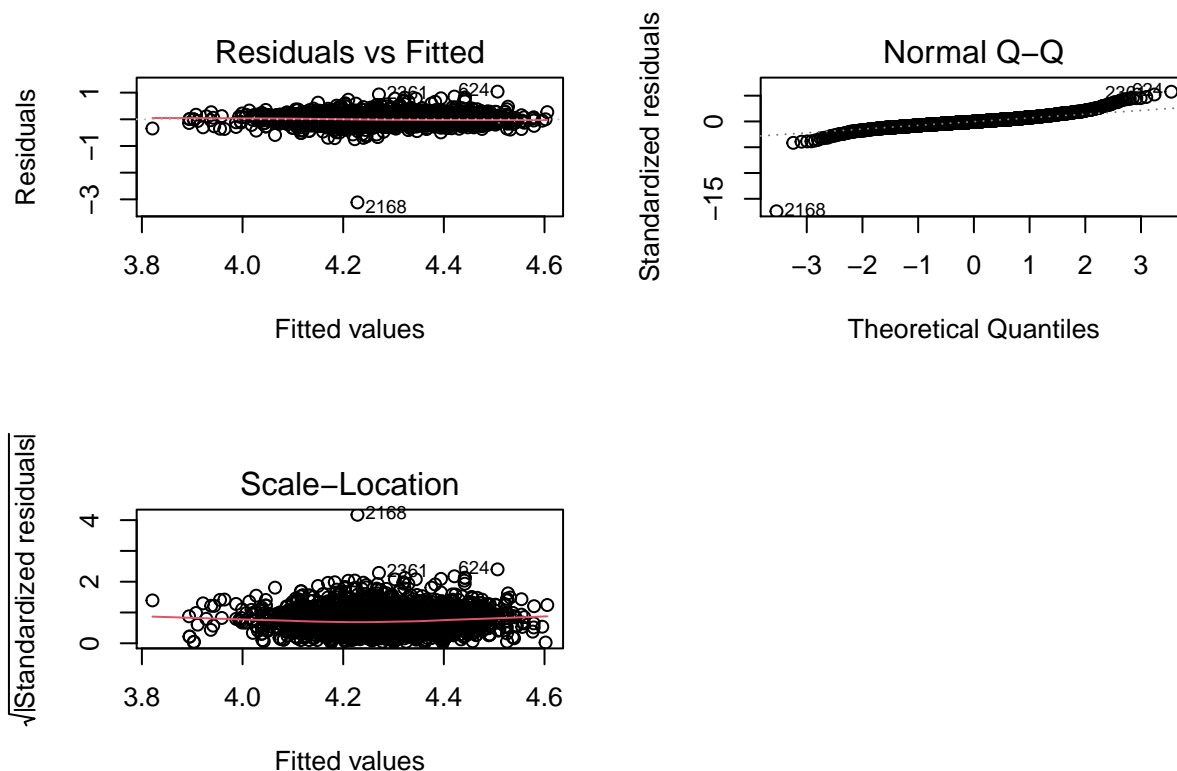 Residuals vs Fitted
Residuals
1
−1
−3
2361
624
2168
3.8 4.0 4.2 4.4 4.6
Fitted values
Normal Q−Q
Standardized residuals
0
−15
624
2168
−3 −2 −1 0 1 2 3
Theoretical Quantiles
Scale−Location
√|Standardized residuals|
4
2
0
2168
2361
624
3.8 4.0 4.2 4.4 4.6
Fitted values